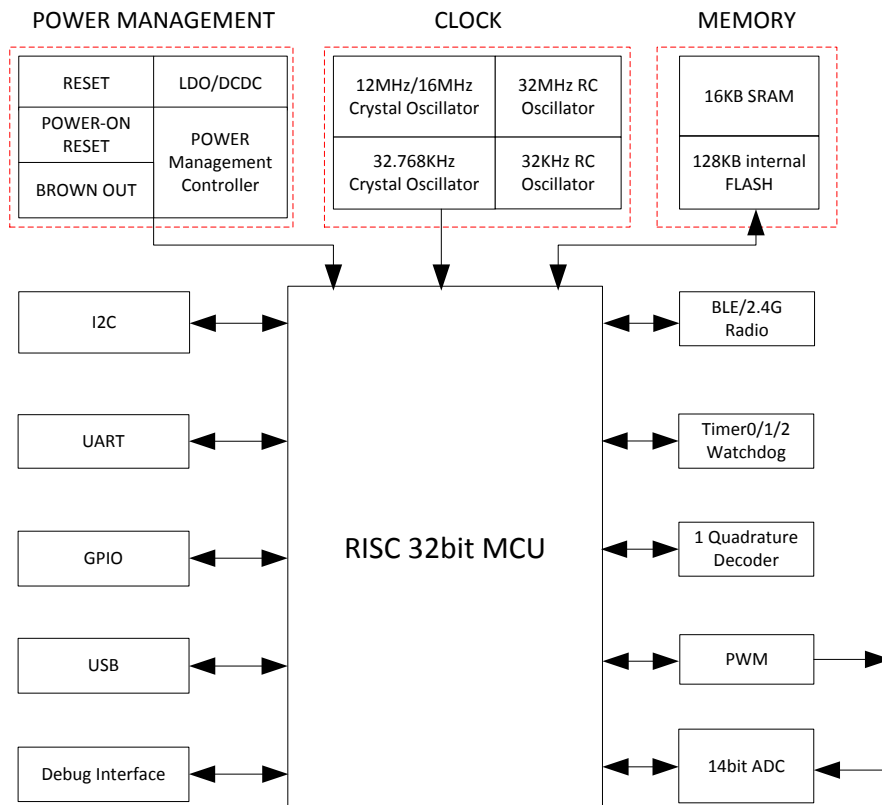 POWER MANAGEMENT
CLOCK
MEMORY
RESET
LDO/DCDC
POWER-ON
RESET
POWER
Management
Controller
BROWN OUT
12MHz/16MHz
Crystal Oscillator
32MHz RC
Oscillator
32.768KHz
Crystal Oscillator
32KHz RC
Oscillator
16KB SRAM
128KB internal
FLASH
I2C
UART
GPIO
USB
Debug Interface
RISC 32bit MCU
BLE/2.4G
Radio
Timer0/1/2
Watchdog
1 Quadrature
Decoder
PWM
14bit ADC